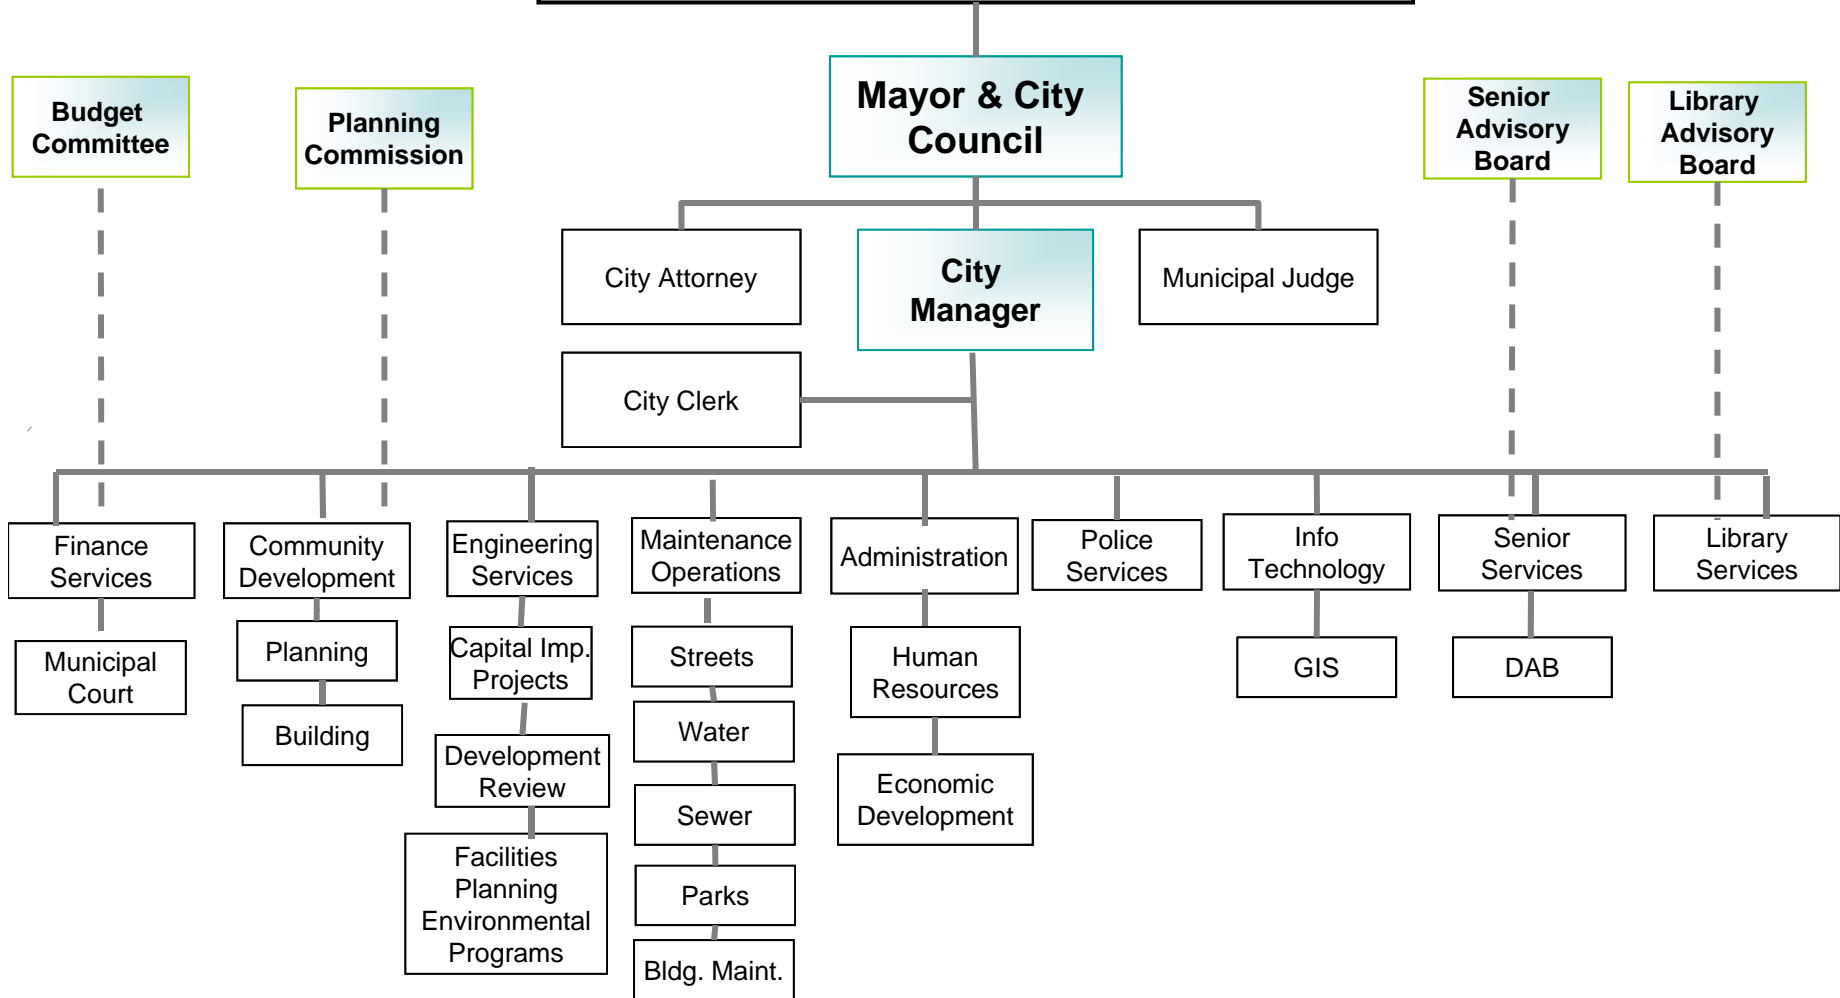 Budget
Committee
Planning
Commission
Mayor & City
Council
Senior
Advisory
Board
Library
Advisory
Board
City Attorney
City
Manager
Municipal Judge
City Clerk
Finance
Services
Community
Development
Engineering
Services
Maintenance
Operations
Administration
Police
Services
Info
Technology
Senior
Services
Library
Services
Municipal
Court
Planning
Building
Capital Imp.
Projects
Development
Review
Facilities
Planning
Environmental
Programs
Streets
Water
Sewer
Parks
Bldg. Maint.
Human
Resources
Economic
Development
GIS
DAB